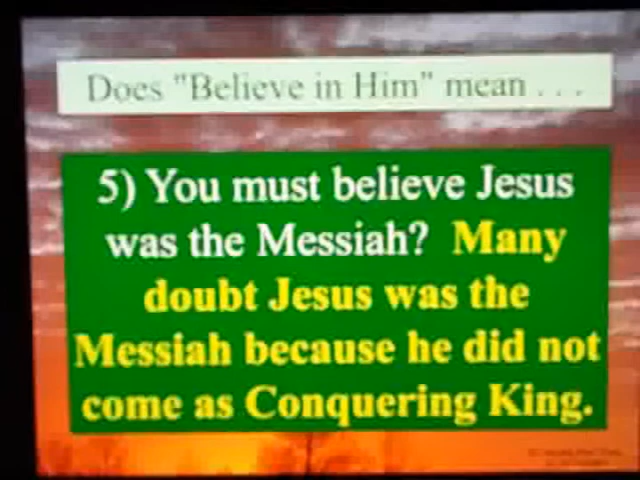 Does "Believe in Him" mean . . .
5) You must believe Jesus
was the Messiah? Many
doubt Jesus was the
Messiah because he did not
come as Conquering King.